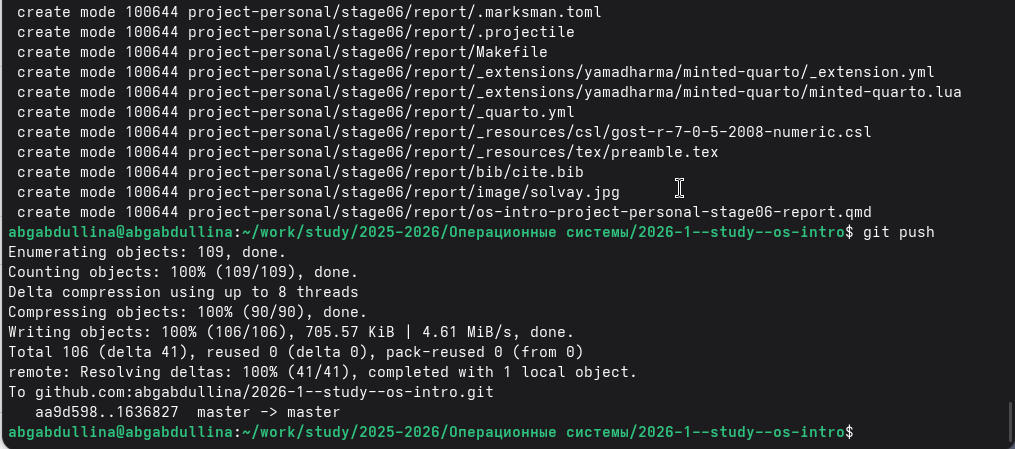 create mode 100644 project-personal/stage06/report/.marksman.toml
create mode 100644 project-personal/stage06/report/.projectile
create mode 100644 project-personal/stage06/report/Makefile
create mode 100644 project-personal/stage06/report/_extensions/yamadharma/minted-quarto/_extension.yml
create mode 100644 project-personal/stage06/report/_extensions/yamadharma/minted-quarto/minted-quarto.lua
create mode 100644 project-personal/stage06/report/_quarto.yml
create mode 100644 project-personal/stage06/report/_resources/csl/gost-r-7-0-5-2008-numeric.csl
create mode 100644 project-personal/stage06/report/_resources/tex/preamble.tex
create mode 100644 project-personal/stage06/report/bib/cite.bib
create mode 100644 project-personal/stage06/report/image/solvay.jpg
create mode 100644 project-personal/stage06/report/os-intro-project-personal-stage06-report.qmd
abgabdullina@abgabdullina:~/work/study/2025-2026/Операционные системы/2026-1--study--os-intro$ git push
Enumerating objects: 109, done.
Counting objects: 100% (109/109), done.
Delta compression using up to 8 threads
Compressing objects: 100% (90/90), done.
Writing objects: 100% (106/106), 705.57 KiB | 4.61 MiB/s, done.
Total 106 (delta 41), reused 0 (delta 0), pack-reused 0 (from 0)
remote: Resolving deltas: 100% (41/41), completed with 1 local object.
To github.com:abgabdullina/2026-1--study--os-intro.git
   aa9d598..1636827  master -> master
abgabdullina@abgabdullina:~/work/study/2025-2026/Операционные системы/2026-1--study--os-intro$